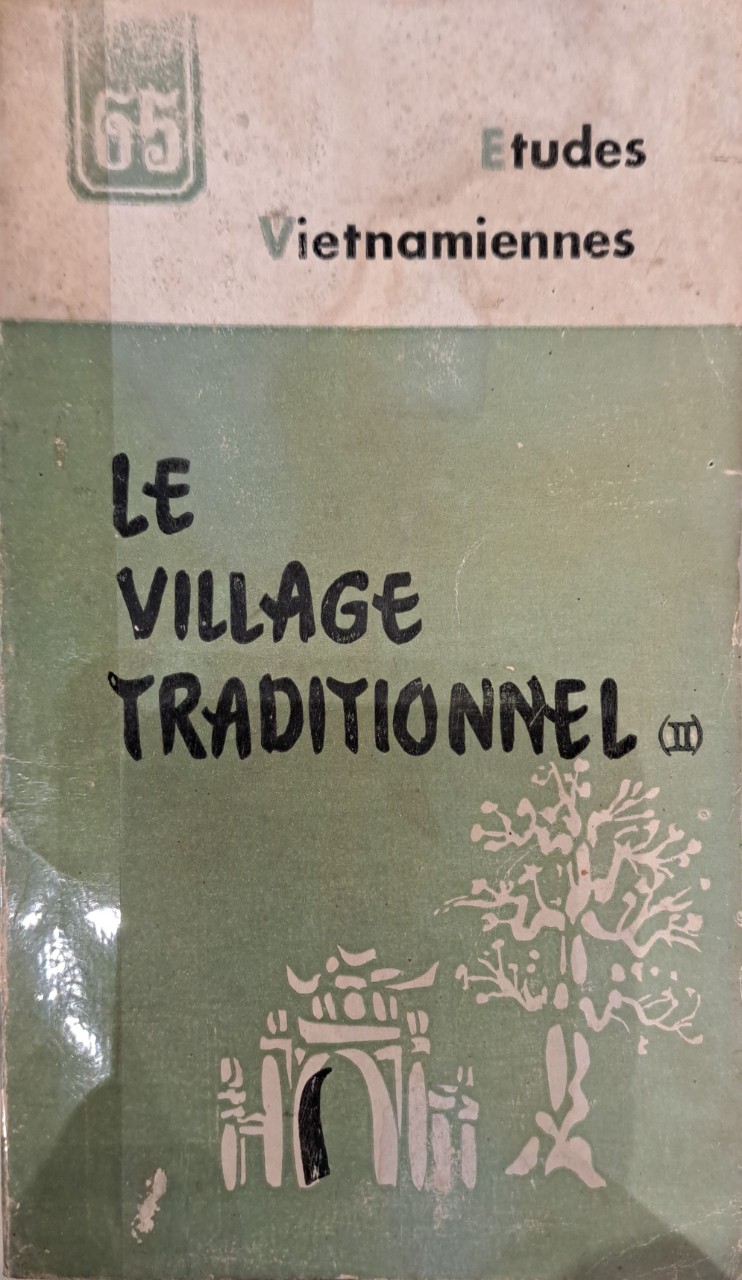 65
Etudes
Vietnamiennes
LE
VILLAGE
TRADITIONNEL (II)